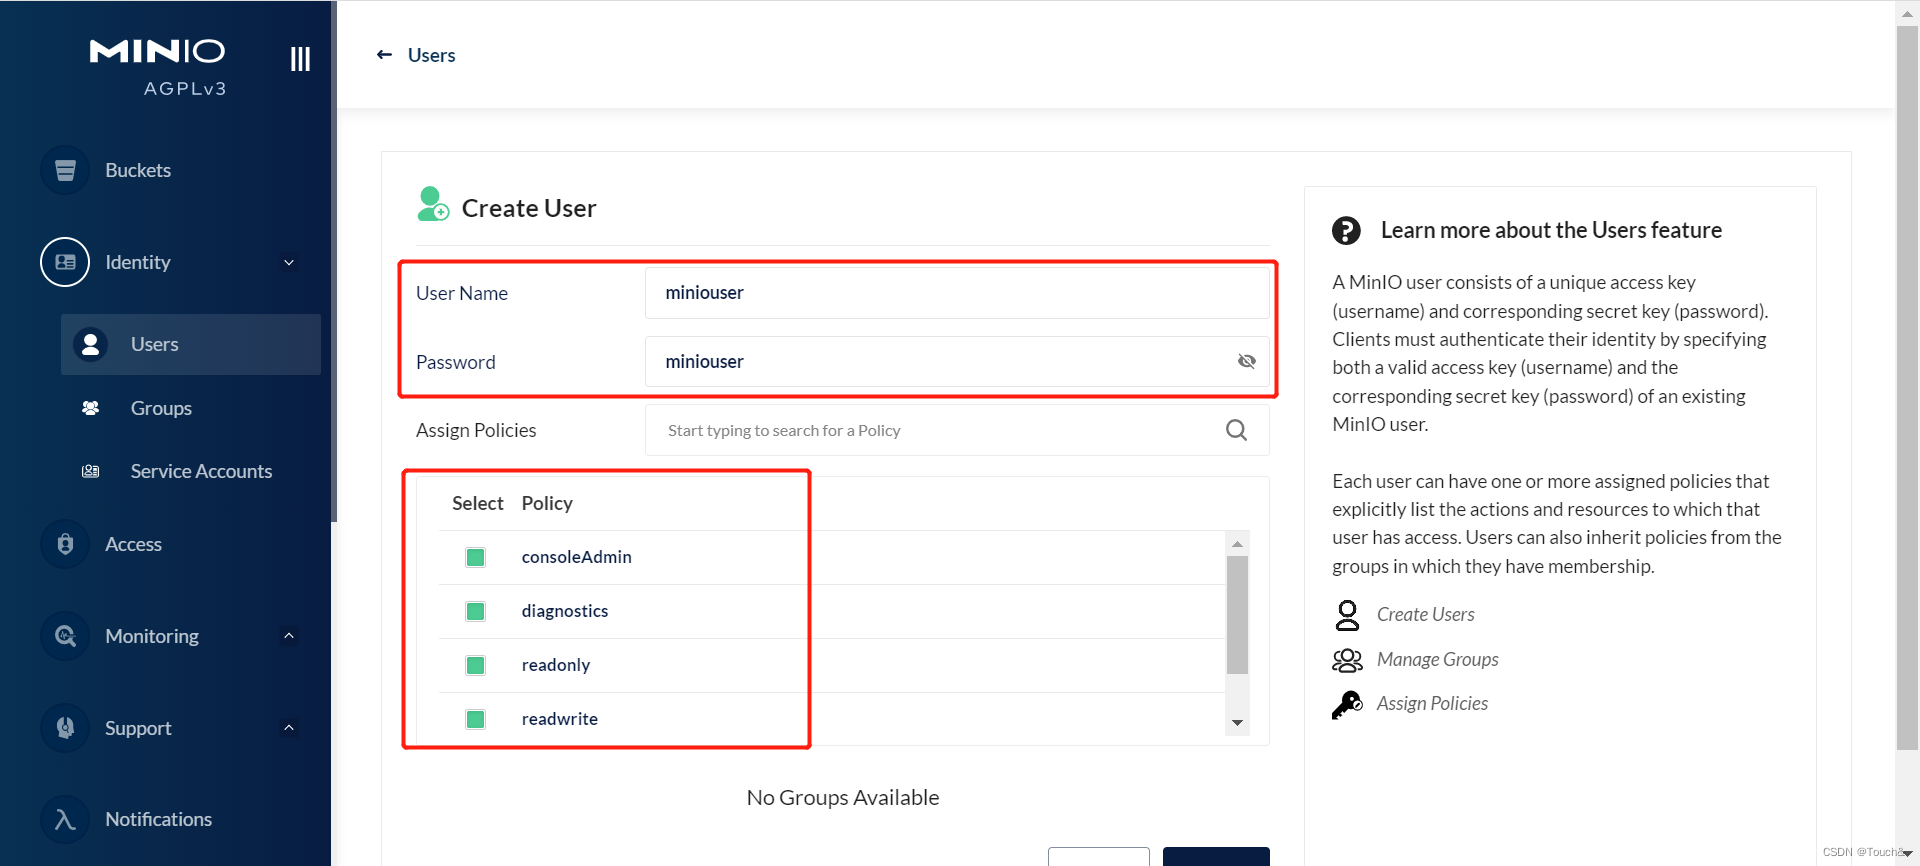 MINIO
AGPLv3
Buckets
Identity
Users
Groups
Service Accounts
Access
Monitoring
Support
Notifications
Users
Create User
User Name
miniouser
Password
miniouser
Assign Policies
Start typing to search for a Policy
Select Policy
consoleAdmin
diagnostics
readonly
readwrite
No Groups Available
Learn more about the Users feature
A MinIO user consists of a unique access key
(username) and corresponding secret key (password).
Clients must authenticate their identity by specifying
both a valid access key (username) and the
corresponding secret key (password) of an existing
MinIO user.
Each user can have one or more assigned policies that
explicitly list the actions and resources to which that
user has access. Users can also inherit policies from the
groups in which they have membership.
Create Users
Manage Groups
Assign Policies
CSDN